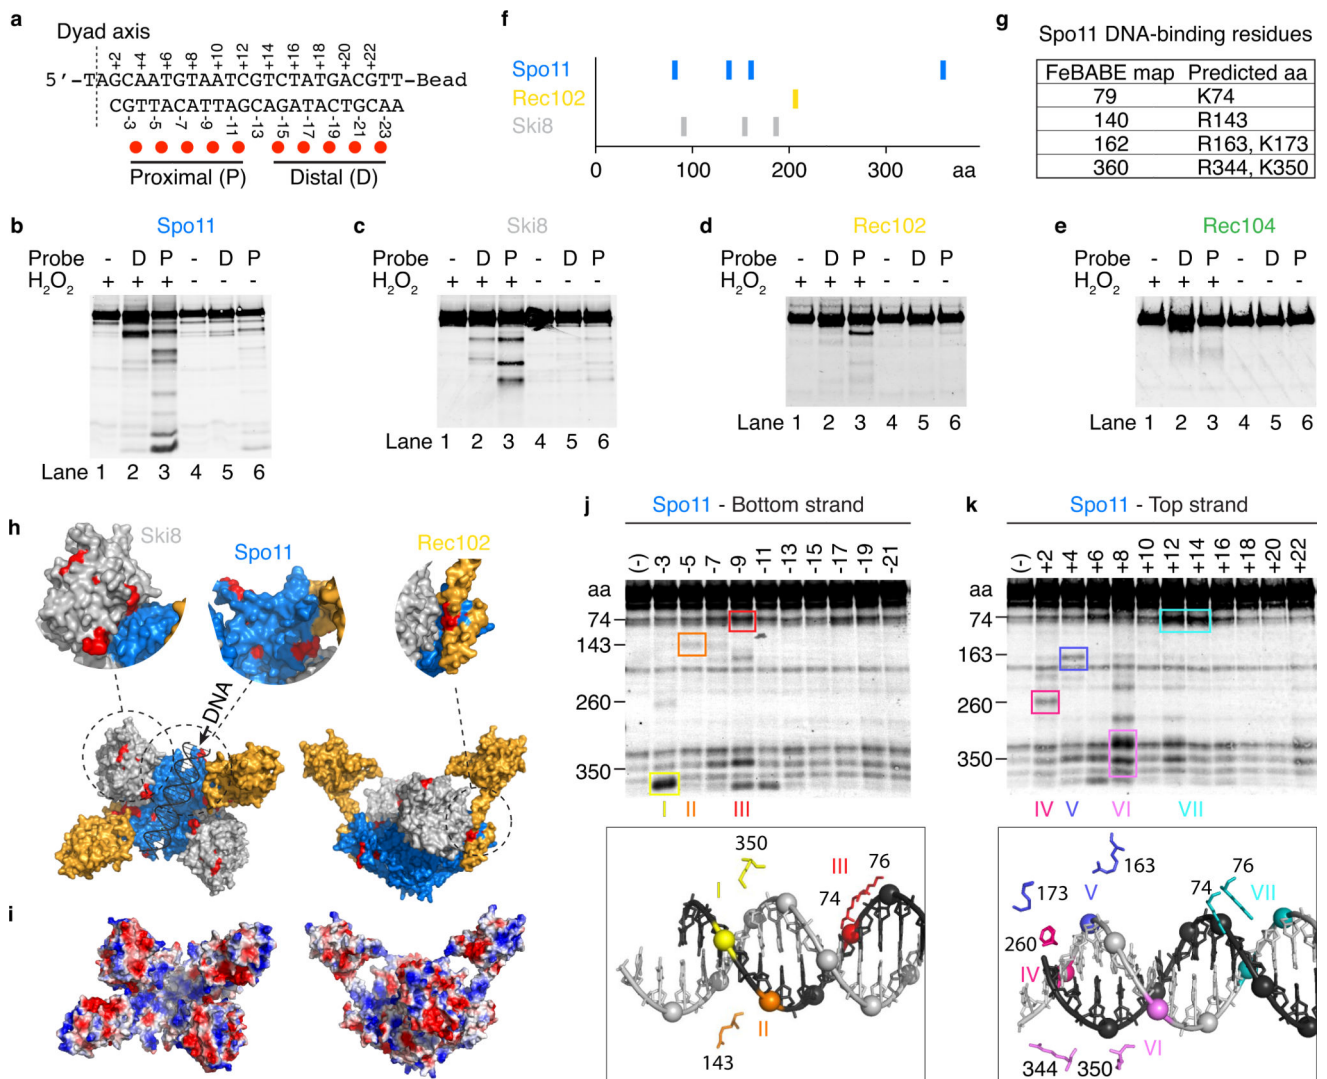 a
Dyad axis
+2 +4 +6 +8 +10 +12 +14 +16 +18 +20 +22
5′–TAGCAATGTAATCGTCTATGACGTT–Bead
CGTTACATTAGCAGATACTGCAA
-3 -5 -7 -9 -11 -13 -15 -17 -19 -21 -23
Proximal (P) Distal (D)
f
Spo11
Rec102
Ski8
0 100 200 300 aa
g
Spo11 DNA-binding residues
FeBABE map Predicted aa
79 K74
140 R143
162 R163, K173
360 R344, K350
b
Spo11
Probe - D P - D P
H2O2 + + + - - -
Lane 1 2 3 4 5 6
c
Ski8
Probe - D P - D P
H2O2 + + + - - -
Lane 1 2 3 4 5 6
d
Rec102
Probe - D P - D P
H2O2 + + + - - -
Lane 1 2 3 4 5 6
e
Rec104
Probe - D P - D P
H2O2 + + + - - -
Lane 1 2 3 4 5 6
h
Ski8
Spo11
Rec102
DNA
i
j
Spo11 - Bottom strand
(-) -3 -5 -7 -9 -11 -13 -15 -17 -19 -21
aa
74
143
260
350
I II III
350
76
III
I
74
II
143
k
Spo11 - Top strand
(-) +2 +4 +6 +8 +10 +12 +14 +16 +18 +20 +22
aa
74
163
260
350
IV V VI VII
163
76
173
V
74
VII
260
IV
VI
344 350